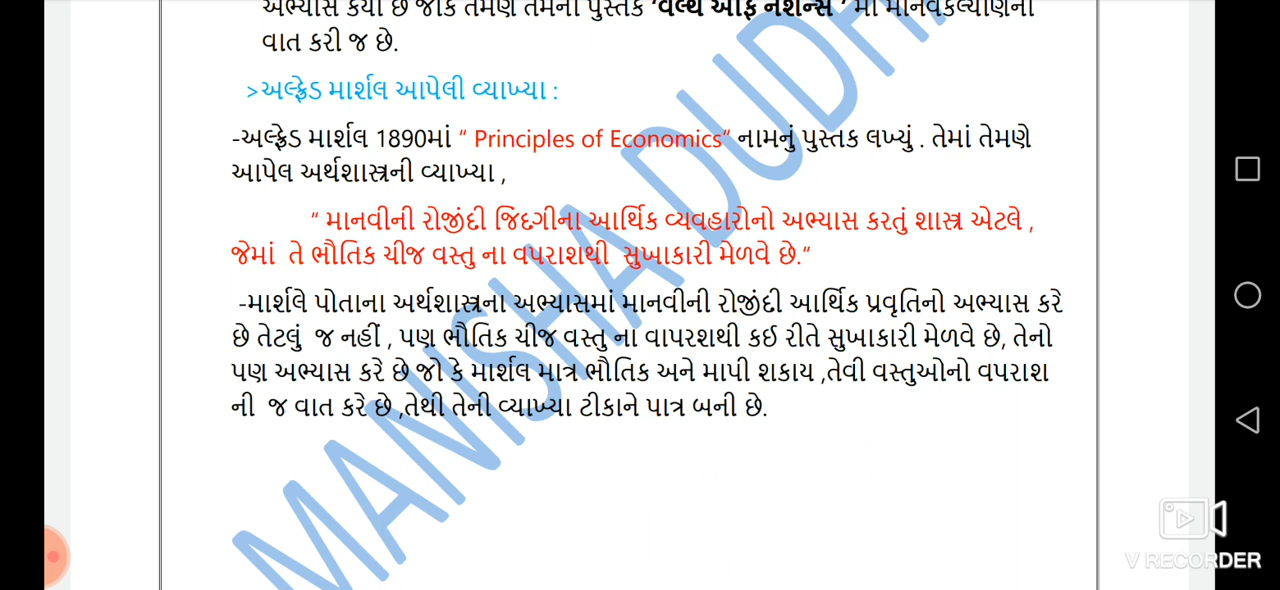 અભ્યાસ કર્યો છે જોકે તેમણે તેમના પુસ્તક ‘વેલ્થ ઓફ નેશન્સ ’ માં માનવકલ્યાણની
વાત કરી જ છે.
>અલ્ફ્રેડ માર્શલ આપેલી વ્યાખ્યા :
-અલ્ફ્રેડ માર્શલ 1890માં “ Principles of Economics“ નામનું પુસ્તક લખ્યું . તેમાં તેમણે
આપેલ અર્થશાસ્ત્રની વ્યાખ્યા ,
“ માનવીની રોજીંદી જિંદગીના આર્થિક વ્યવહારોનો અભ્યાસ કરતું શાસ્ત્ર એટલે ,
જેમાં તે ભૌતિક ચીજ વસ્તુ ના વપરાશથી સુખાકારી મેળવે છે.“
-માર્શલે પોતાના અર્થશાસ્ત્રના અભ્યાસમાં માનવીની રોજીંદી આર્થિક પ્રવૃતિનો અભ્યાસ કરે
છે તેટલું જ નહીં , પણ ભૌતિક ચીજ વસ્તુ ના વાપરશથી કઈ રીતે સુખાકારી મેળવે છે, તેનો
પણ અભ્યાસ કરે છે જો કે માર્શલ માત્ર ભૌતિક અને માપી શકાય ,તેવી વસ્તુઓનો વપરાશ
ની જ વાત કરે છે ,તેથી તેની વ્યાખ્યા ટીકાને પાત્ર બની છે.
MANISHA DUDHA
V RECORDER